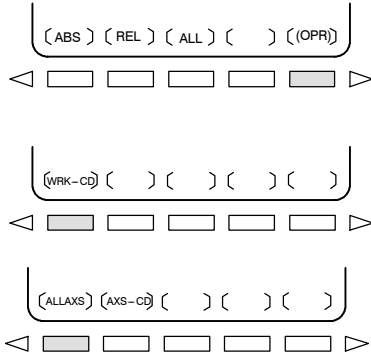 ( ABS ) ( REL ) ( ALL ) ( ) ( (OPR) )
( WRK−CD ) ( ) ( ) ( ) ( )
( ALLAXS ) ( AXS−CD ) ( ) ( ) ( )